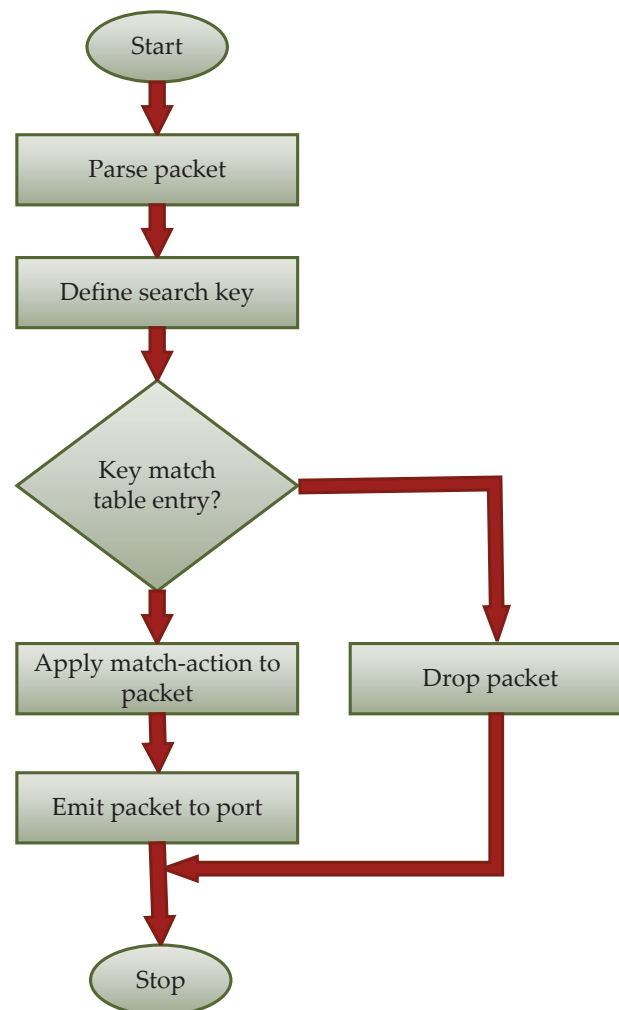 Start
Parse packet
Define search key
Key match
table entry?
Apply match-action to
packet
Drop packet
Emit packet to port
Stop